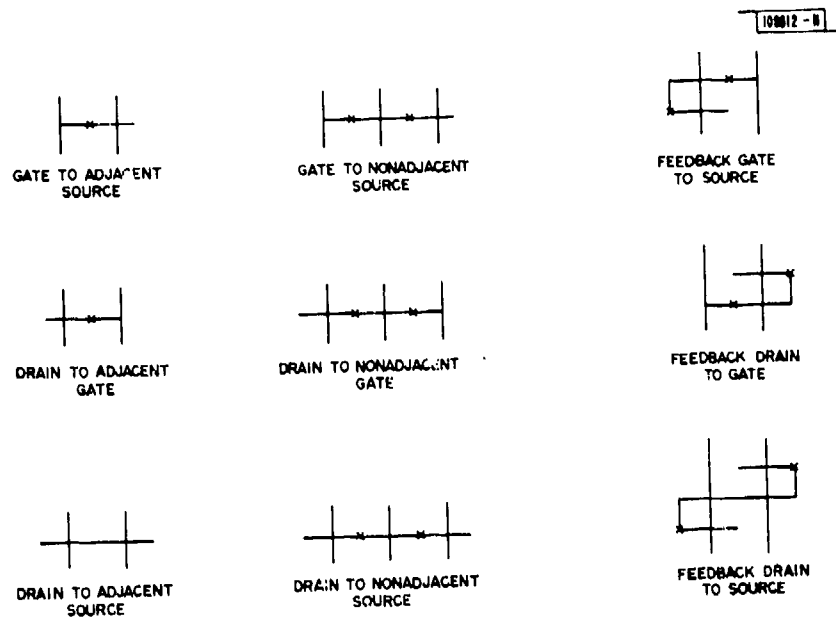 108612 - N
GATE TO ADJACENT
SOURCE
GATE TO NONADJACENT
SOURCE
FEEDBACK GATE
TO SOURCE
DRAIN TO ADJACENT
GATE
DRAIN TO NONADJACENT
GATE
FEEDBACK DRAIN
TO GATE
DRAIN TO ADJACENT
SOURCE
DRAIN TO NONADJACENT
SOURCE
FEEDBACK DRAIN
TO SOURCE